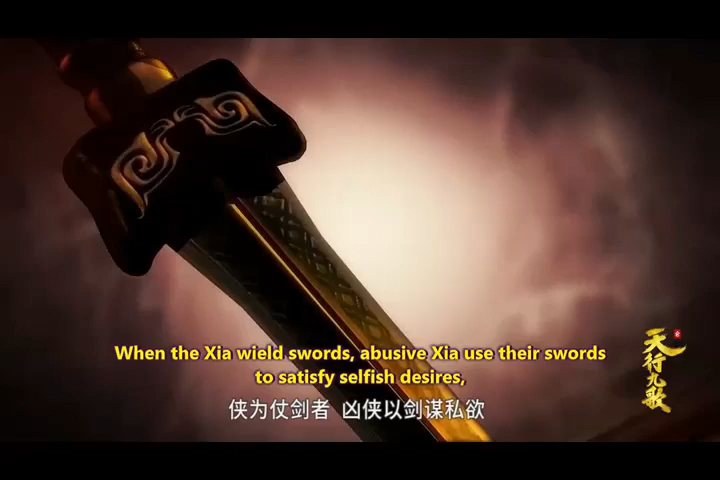 When the Xia wield swords, abusive Xia use their swords
to satisfy selfish desires,
侠为仗剑者 凶侠以剑谋私欲
天行九歌